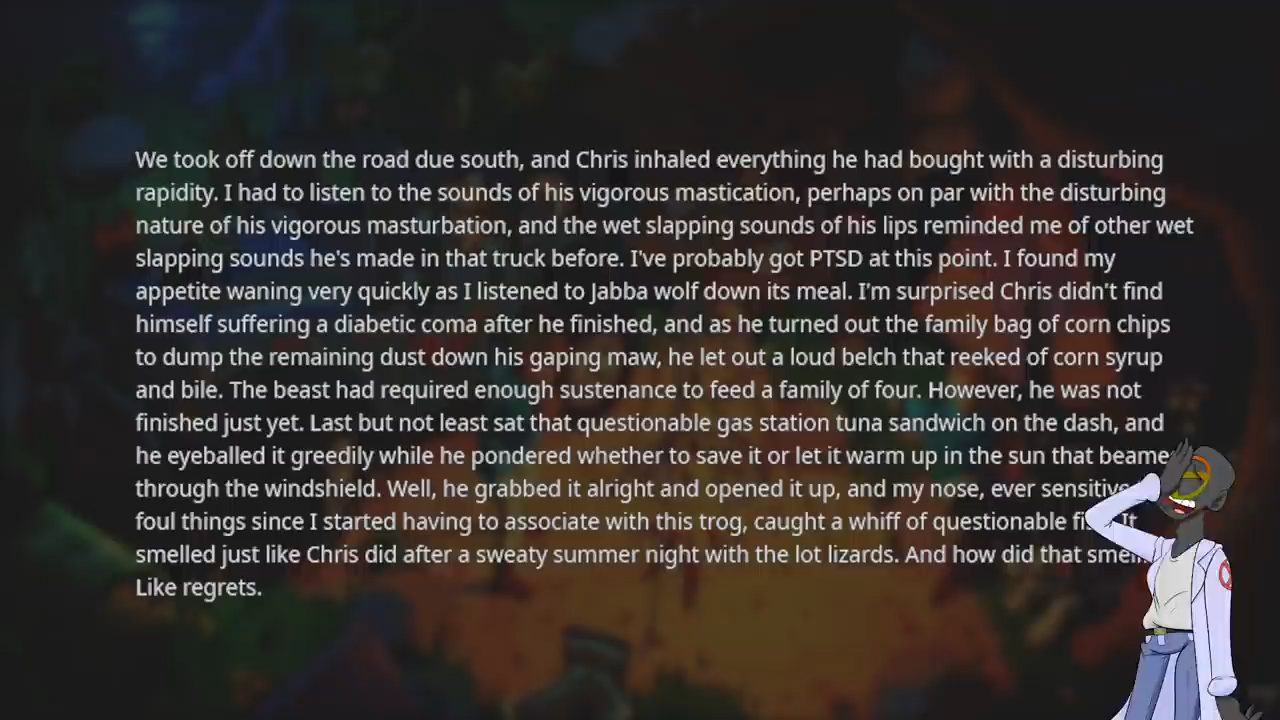 We took off down the road due south, and Chris inhaled everything he had bought with a disturbing
rapidity. I had to listen to the sounds of his vigorous mastication, perhaps on par with the disturbing
nature of his vigorous masturbation, and the wet slapping sounds of his lips reminded me of other wet
slapping sounds he's made in that truck before. I've probably got PTSD at this point. I found my
appetite waning very quickly as I listened to Jabba wolf down its meal. I'm surprised Chris didn't find
himself suffering a diabetic coma after he finished, and as he turned out the family bag of corn chips
to dump the remaining dust down his gaping maw, he let out a loud belch that reeked of corn syrup
and bile. The beast had required enough sustenance to feed a family of four. However, he was not
finished just yet. Last but not least sat that questionable gas station tuna sandwich on the dash, and
he eyeballed it greedily while he pondered whether to save it or let it warm up in the sun that beame
through the windshield. Well, he grabbed it alright and opened it up, and my nose, ever sensitive
foul things since I started having to associate with this trog, caught a whiff of questionable It
smelled just like Chris did after a sweaty summer night with the lot lizards. And how did that
Like regrets.